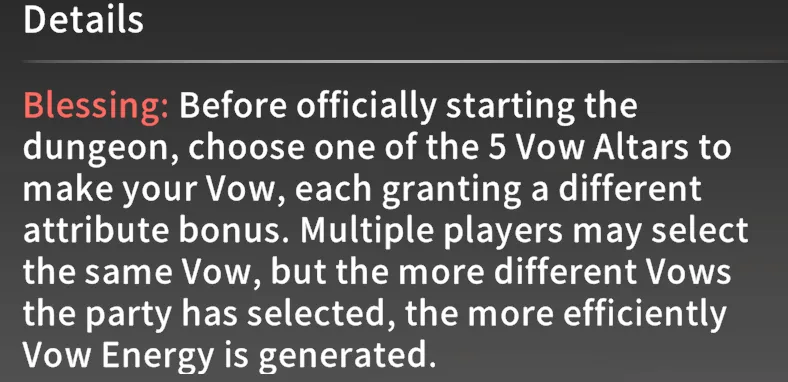 Details
Blessing: Before officially starting the
dungeon, choose one of the 5 Vow Altars to
make your Vow, each granting a different
attribute bonus. Multiple players may select
the same Vow, but the more different Vows
the party has selected, the more efficiently
Vow Energy is generated.